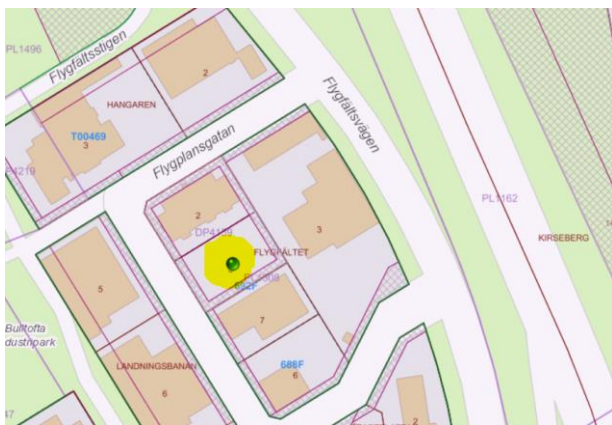 PL1496
Flygfältsstigen
2
HANGAREN
T00469
3
Flygfältsvägen
Flygplansgatan
PL1162
2
3
KIRSEBERG
FLYGFÄLTET
5
7
Bulltofta
dustripark
LANDNINGSBANAN
686F
6
6
2